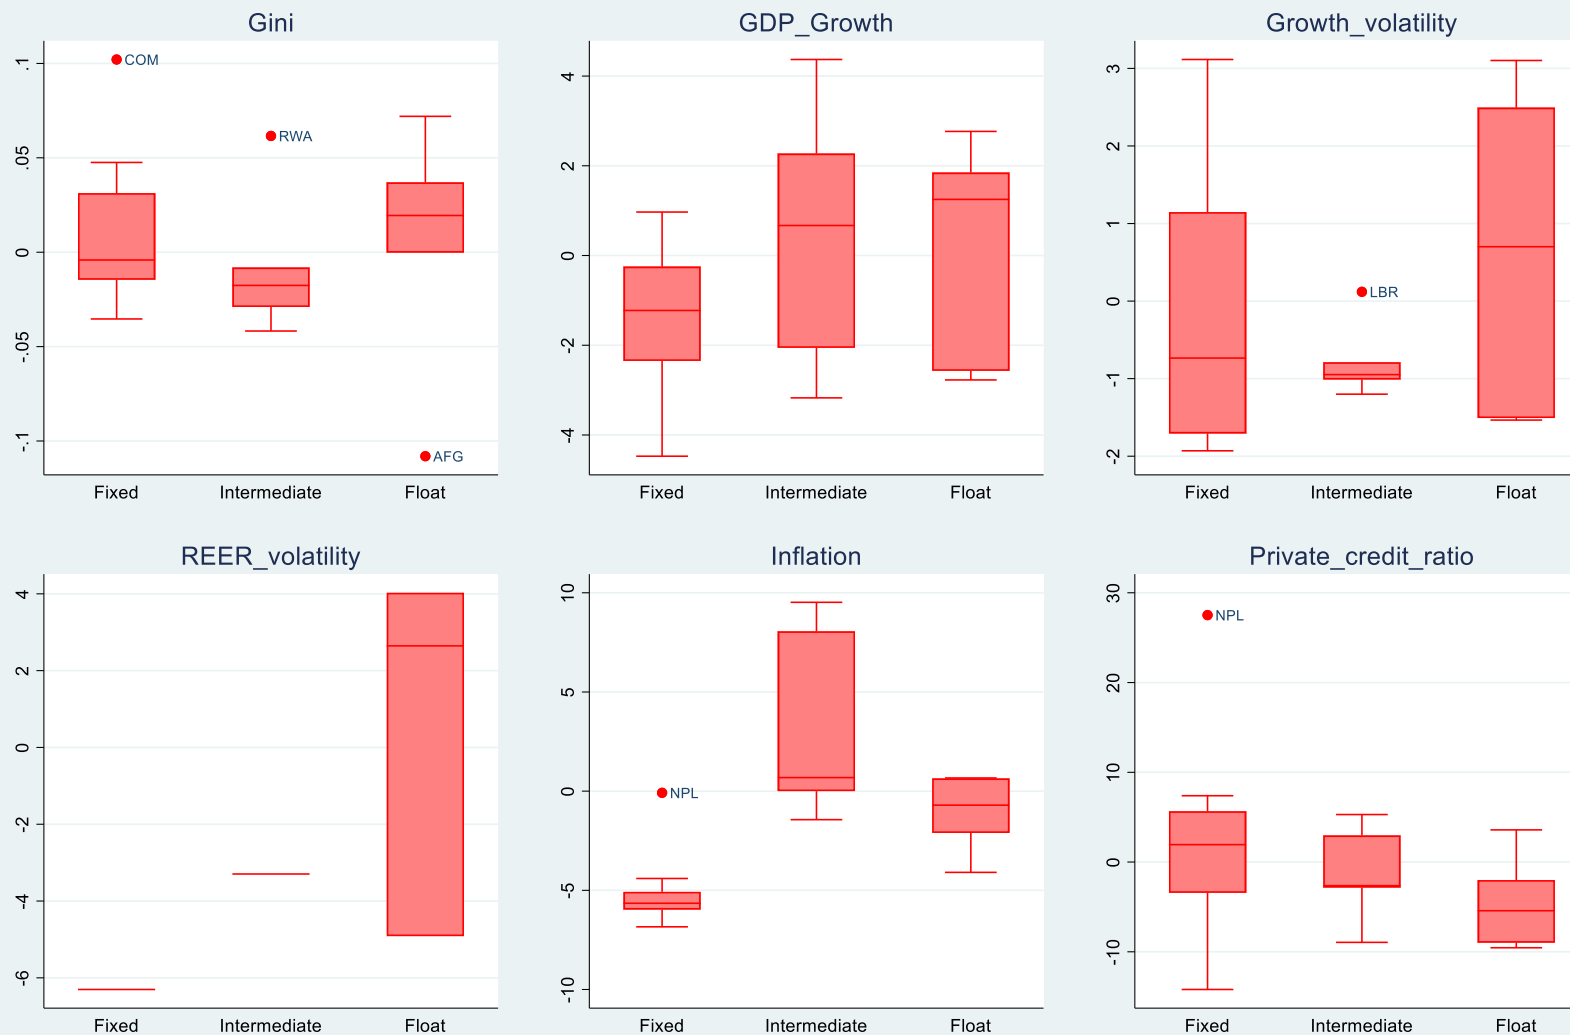 Gini
.1
.05
0
-.05
-.1
COM
RWA
AFG
Fixed Intermediate Float
GDP_Growth
4
2
0
-2
-4
Fixed Intermediate Float
Growth_volatility
3
2
1
0
-1
-2
LBR
Fixed Intermediate Float
REER_volatility
4
2
0
-2
-4
-6
Fixed Intermediate Float
Inflation
10
5
0
-5
-10
NPL
Fixed Intermediate Float
Private_credit_ratio
30
20
10
0
-10
NPL
Fixed Intermediate Float